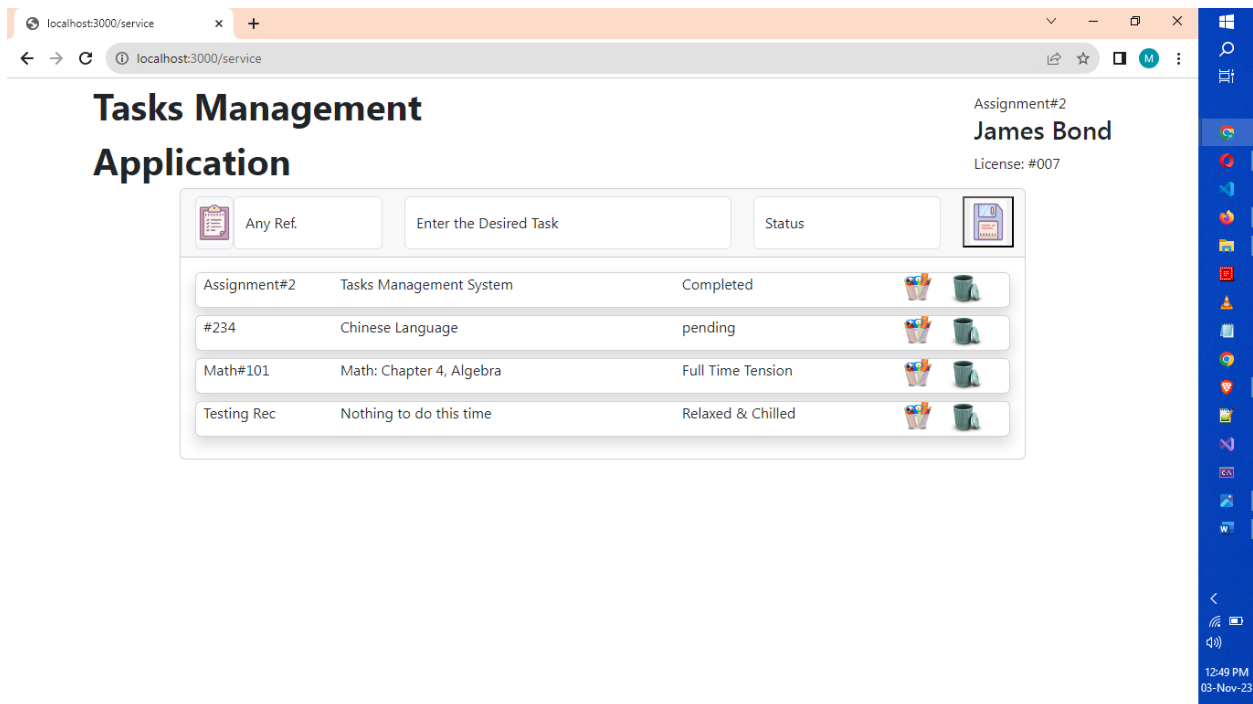 localhost:3000/service
localhost:3000/service
M
Tasks Management
Application
Assignment#2
James Bond
License: #007
Any Ref. Enter the Desired Task Status
Assignment#2 Tasks Management System Completed
#234 Chinese Language pending
Math#101 Math: Chapter 4, Algebra Full Time Tension
Testing Rec Nothing to do this time Relaxed & Chilled
12:49 PM
03-Nov-23